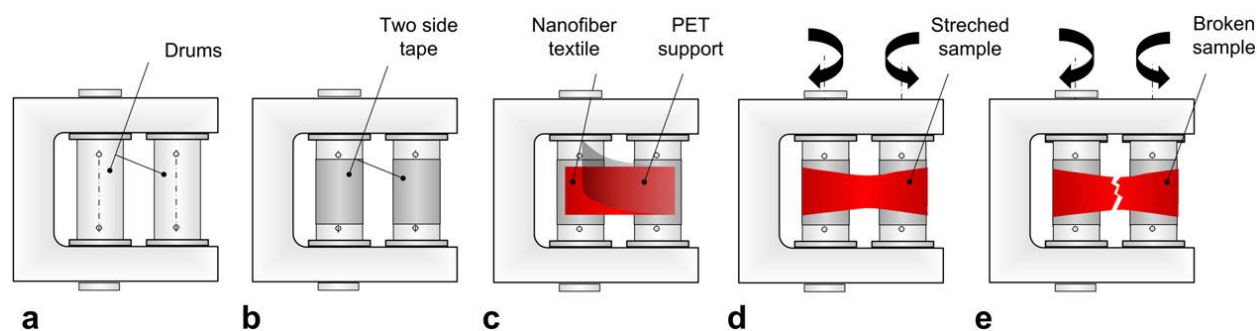 Drums
Two side
tape
Nanofiber
textile
PET
support
Streched
sample
Broken
sample
a
b
c
d
e